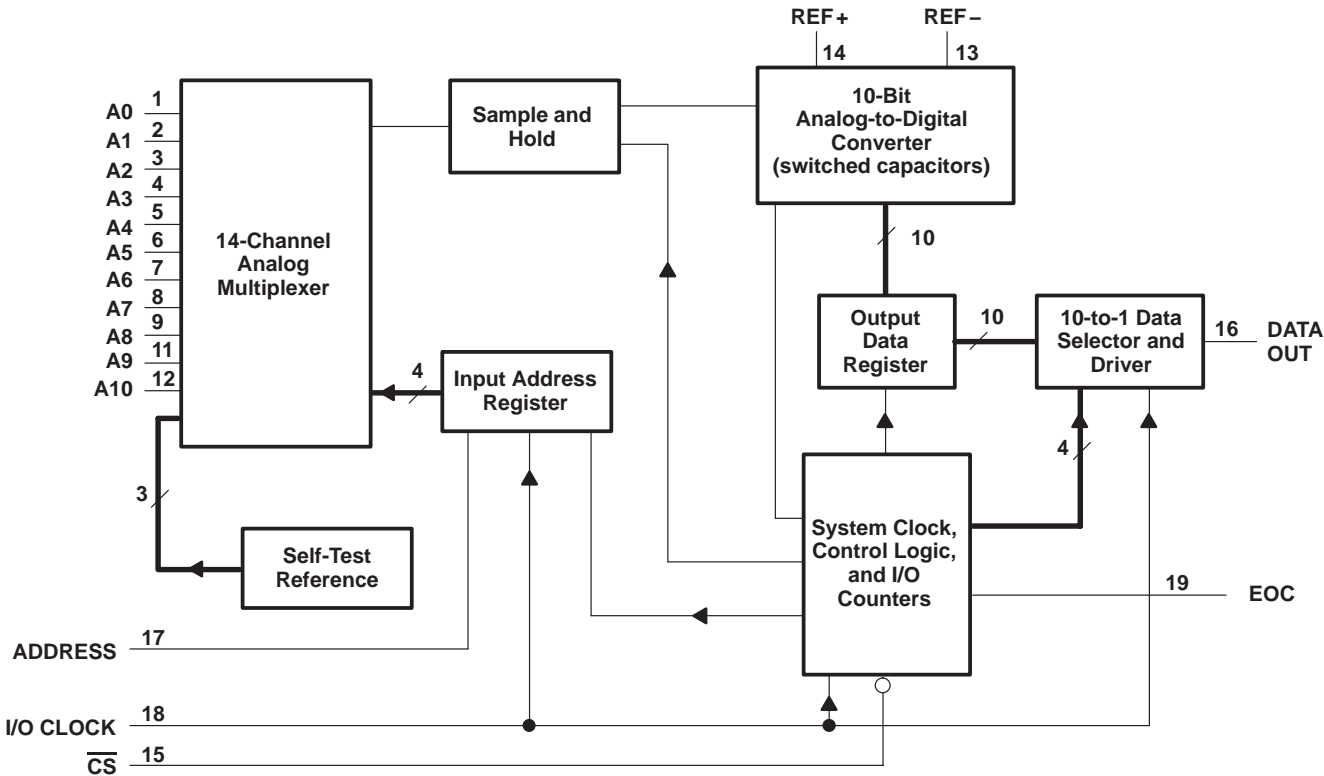 REF+ REF–
14 13
10-Bit
Analog-to-Digital
Converter
(switched capacitors)
Sample and
Hold
A0 1
A1 2
A2 3
A3 4
A4 5
A5 6
A6 7
A7 8
A8 9
A9 11
A10 12
14-Channel
Analog
Multiplexer
10
Output
Data
Register
10
10-to-1 Data
Selector and
Driver
16 DATA
OUT
4
Input Address
Register
4
3
Self-Test
Reference
System Clock,
Control Logic,
and I/O
Counters
19 EOC
ADDRESS 17
I/O CLOCK 18
CS 15